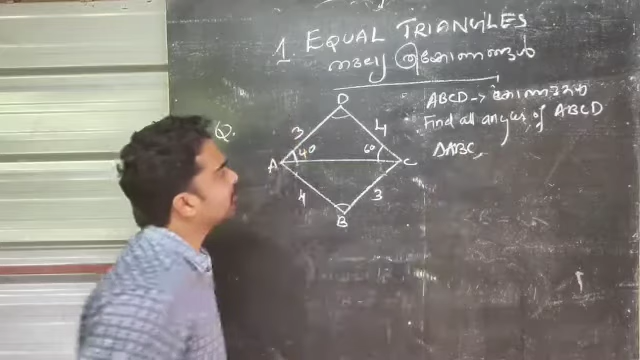 1. EQUAL TRIANGLES
Q.
ABCD →
Find all angles of ABCD
D
3
4
40
60
A
C
ΔABC,
4
3
B